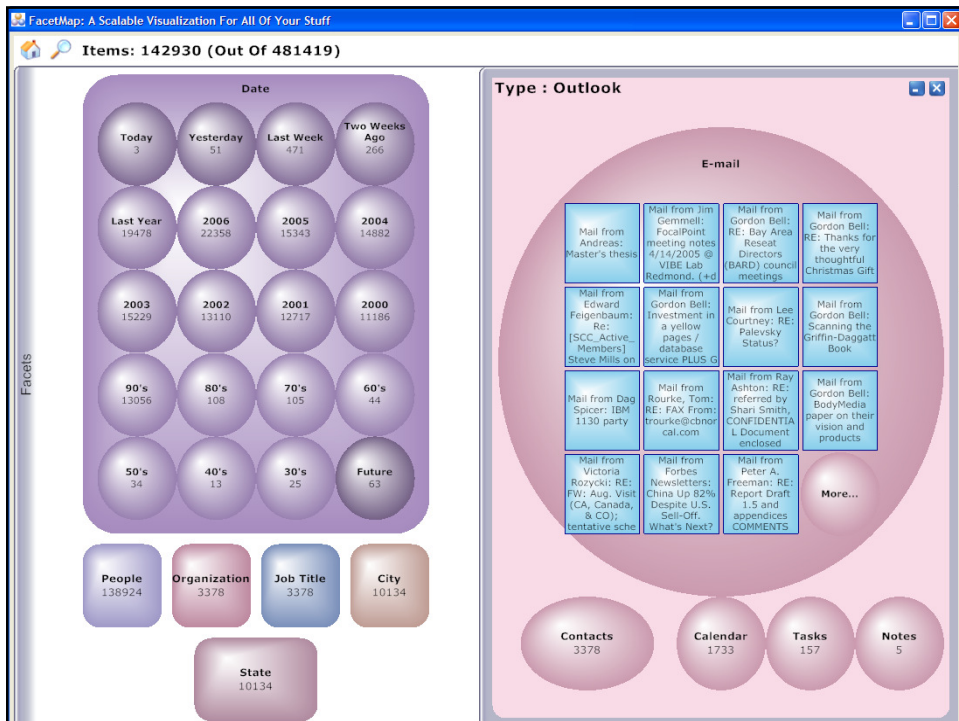 FacetMap: A Scalable Visualization For All Of Your Stuff
Items: 142930 (Out Of 481419)
Facets
Date
Today
3
Yesterday
51
Last Week
471
Two Weeks
Ago
266
Last Year
19478
2006
22358
2005
15343
2004
14882
2003
15229
2002
13110
2001
12717
2000
11186
90's
13056
80's
108
70's
105
60's
44
50's
34
40's
13
30's
25
Future
63
People
138924
Organization
3378
Job Title
3378
City
10134
State
10134
Type : Outlook
E-mail
Mail from
Andreas:
Master's thesis
Mail from Jim
Gemmell:
FocalPoint
meeting notes
4/14/2005 @
VIBE Lab
Redmond. (+d
Mail from
Gordon Bell:
RE: Bay Area
Reseat
Directors
(BARD) council
meetings
Mail from
Gordon Bell:
RE: Thanks for
the very
thoughtful
Christmas Gift
Mail from
Edward
Feigenbaum:
Re:
[SCC_Active_
Members]
Steve Mills on
Mail from
Gordon Bell:
Investment in
a yellow
pages /
database
service PLUS G
Mail from Lee
Courtney: RE:
Palevsky
Status?
Mail from
Gordon Bell:
Scanning the
Griffin-Daggatt
Book
Mail from Dag
Spicer: IBM
1130 party
Mail from
Rourke, Tom:
RE: FAX From:
trourke@cbnor
cal.com
Mail from Ray
Ashton: RE:
referred by
Shari Smith,
CONFIDENTIA
L Document
enclosed
Mail from
Gordon Bell:
BodyMedia
paper on their
vision and
products
Mail from
Victoria
Rozycki: RE:
FW: Aug. Visit
(CA, Canada,
& CO);
tentative sche
Mail from
Forbes
Newsletters:
China Up 82%
Despite U.S.
Sell-Off.
What's Next?
Mail from
Peter A.
Freeman: RE:
Report Draft
1.5 and
appendices
COMMENTS
More...
Contacts
3378
Calendar
1733
Tasks
157
Notes
5